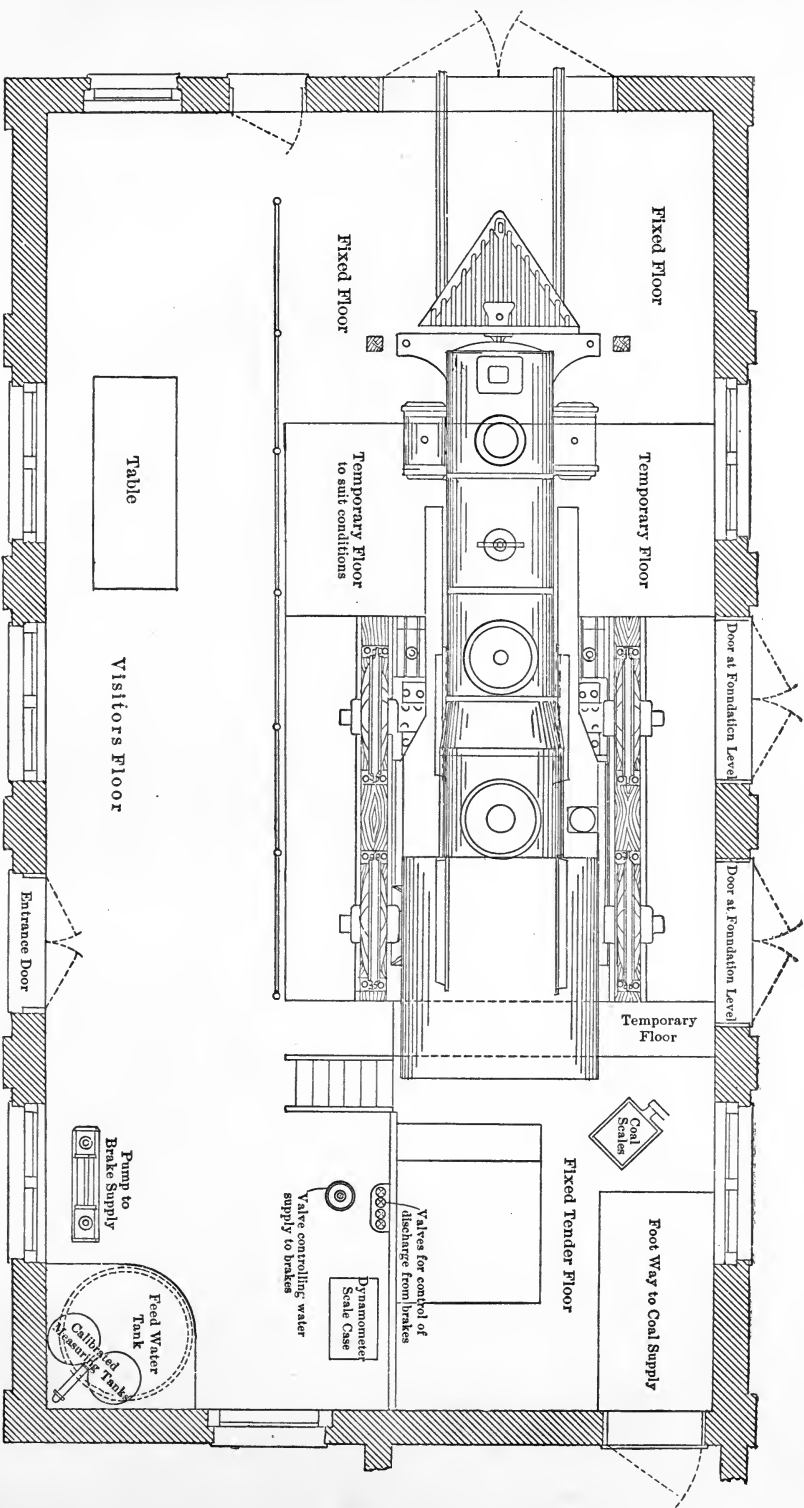 Fixed Floor
Fixed Floor
Temporary Floor
to suit conditions
Temporary Floor
Table
Visitors Floor
Door at Fonndation Level
Door at Fonndation Level
Entrance Door
Temporary
Floor
Coal
Scales
Fixed Tender Floor
Foot Way to Coal Supply
Valves for control of
discharge from brakes
Valve controlling water
supply to brakes
Dynamometer
Scale Case
Pump to
Brake Supply
Feed Water
Tank
Calibrated
Measuring Tanks